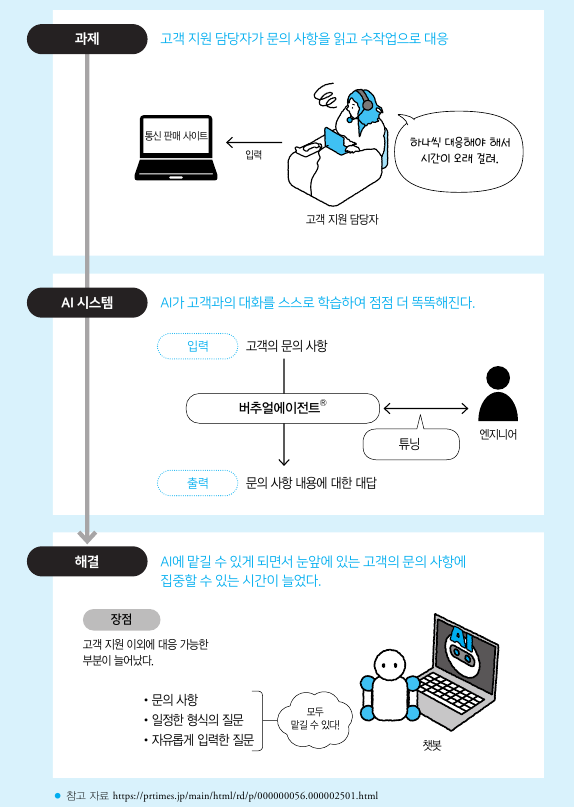 과제
고객 지원 담당자가 문의 사항을 읽고 수작업으로 대응
통신 판매 사이트
입력
하나씩 대응해야 해서
시간이 오래 걸려.
고객 지원 담당자
AI 시스템
AI가 고객과의 대화를 스스로 학습하여 점점 더 똑똑해진다.
입력
고객의 문의 사항
버추얼에이전트®
튜닝
엔지니어
출력
문의 사항 내용에 대한 대답
해결
AI에 맡길 수 있게 되면서 눈앞에 있는 고객의 문의 사항에
집중할 수 있는 시간이 늘었다.
장점
고객 지원 이외에 대응 가능한
부분이 늘어났다.
• 문의 사항
• 일정한 형식의 질문
• 자유롭게 입력한 질문
모두
맡길 수 있다!
AI
챗봇
• 참고 자료 https://prtimes.jp/main/html/rd/p/000000056.000002501.html